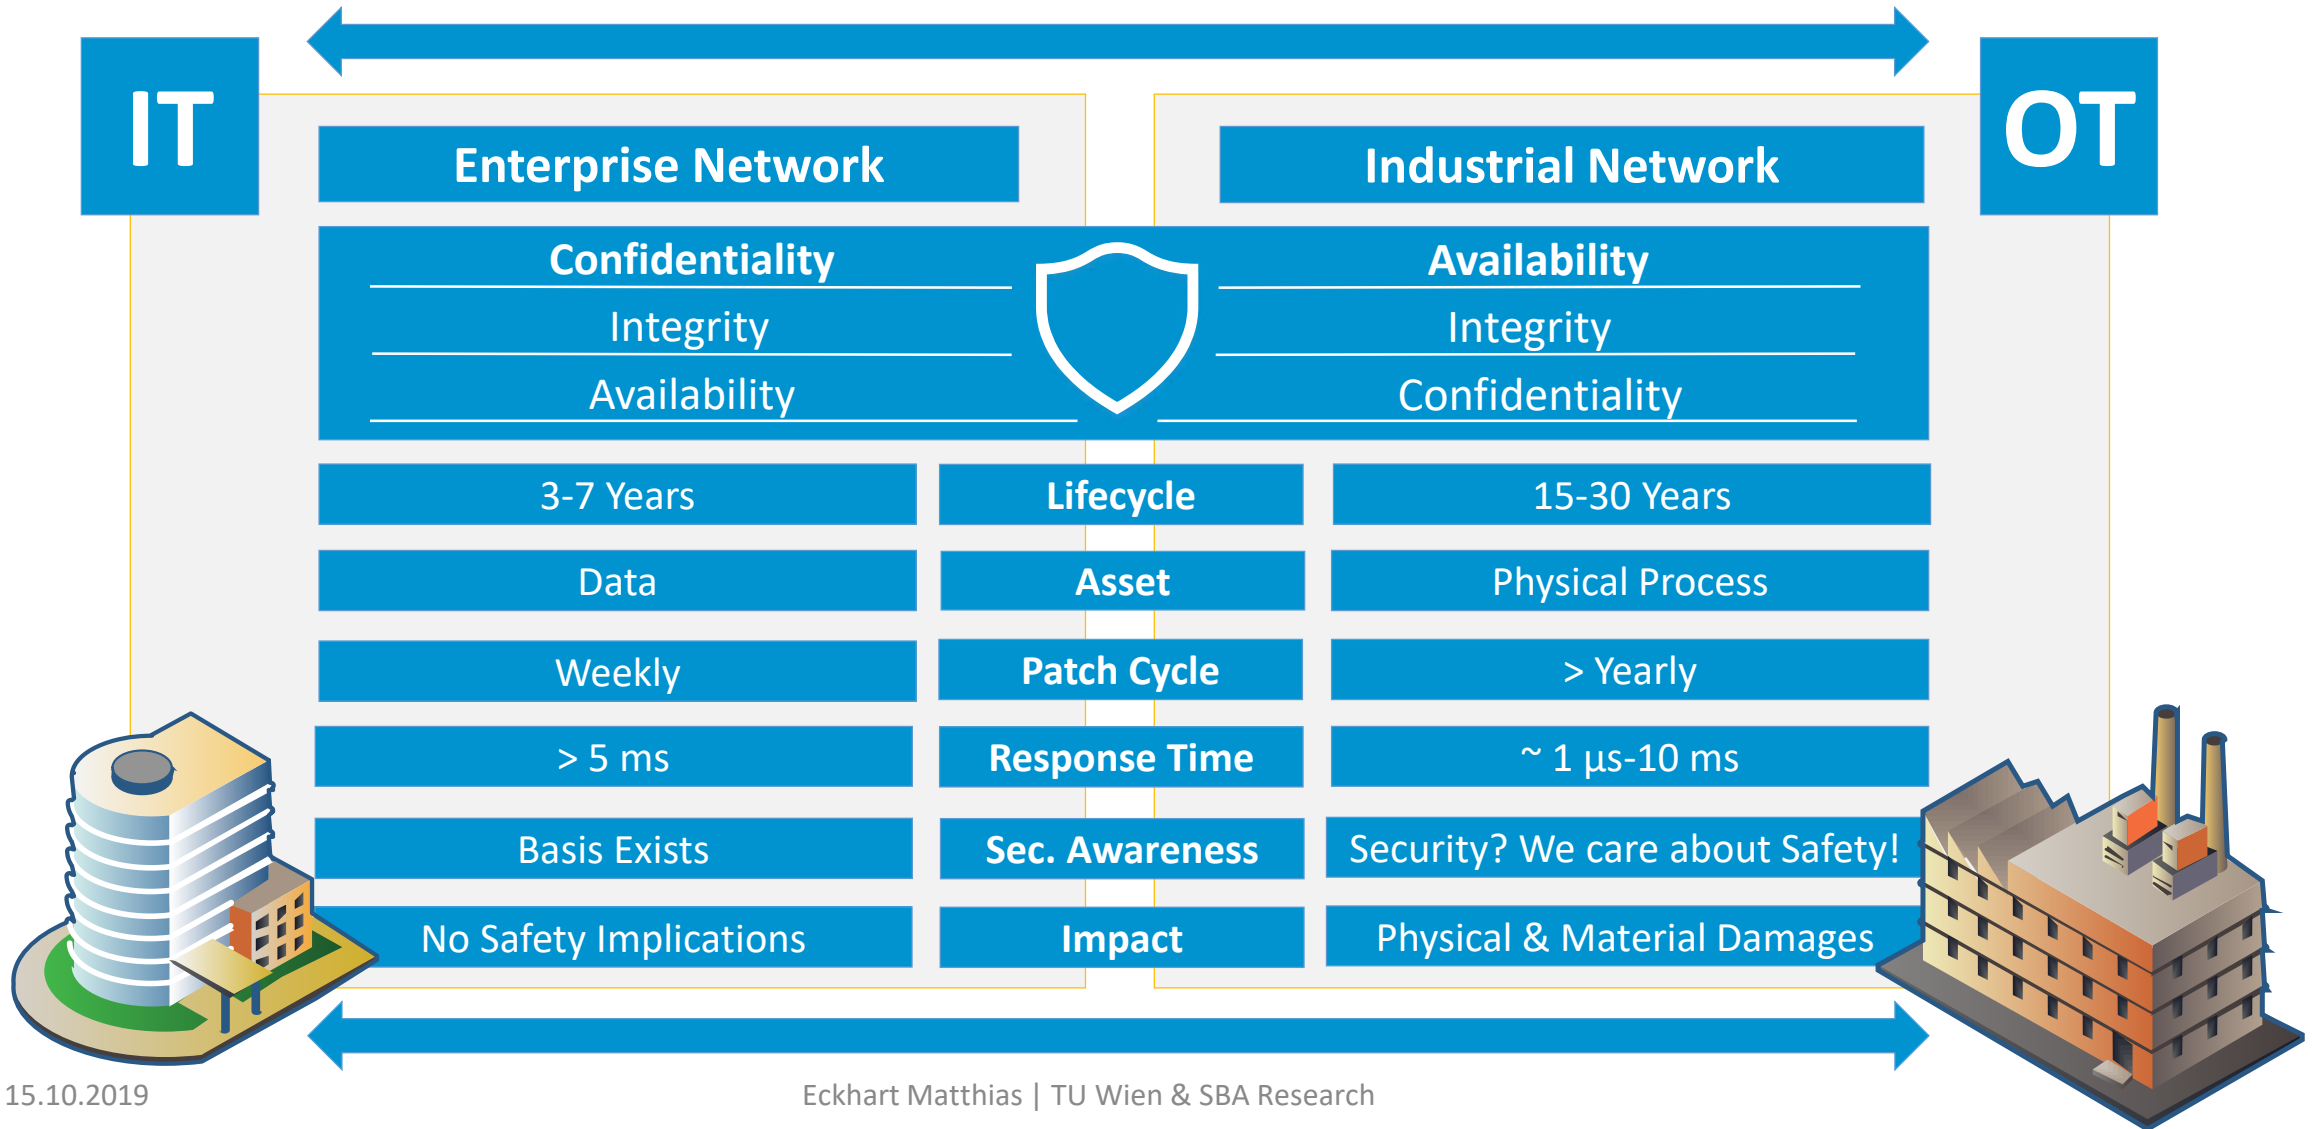 IT
OT
Enterprise Network
Industrial Network
Confidentiality
Availability
Integrity
Integrity
Availability
Confidentiality
3-7 Years
Lifecycle
15-30 Years
Data
Asset
Physical Process
Weekly
Patch Cycle
> Yearly
> 5 ms
Response Time
~ 1 µs-10 ms
Basis Exists
Sec. Awareness
Security? We care about Safety!
No Safety Implications
Impact
Physical & Material Damages
15.10.2019
Eckhart Matthias | TU Wien & SBA Research